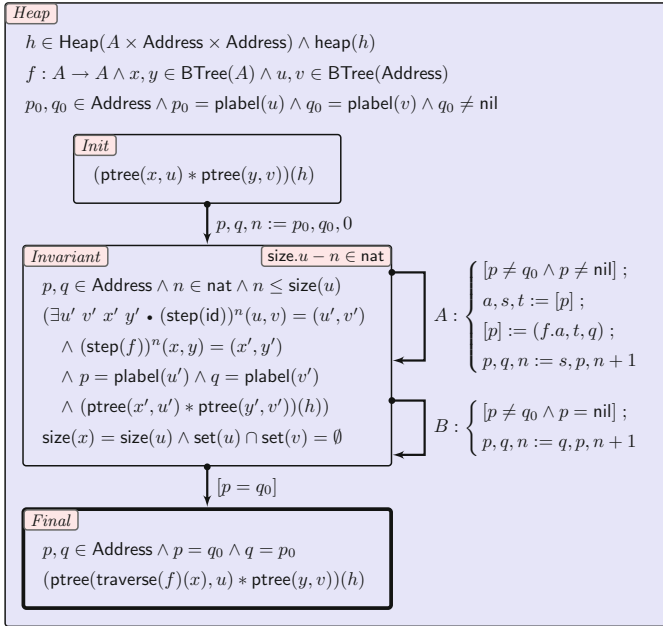 Heap
h ∈ Heap(A × Address × Address) ∧ heap(h)
f : A → A ∧ x, y ∈ BTree(A) ∧ u, v ∈ BTree(Address)
p₀, q₀ ∈ Address ∧ p₀ = plabel(u) ∧ q₀ = plabel(v) ∧ q₀ ≠ nil
Init
(ptree(x, u) * ptree(y, v))(h)
p, q, n := p₀, q₀, 0
Invariant
size.u − n ∈ nat
p, q ∈ Address ∧ n ∈ nat ∧ n ≤ size(u)
(∃u′ v′ x′ y′ • (step(id))ⁿ(u, v) = (u′, v′)
∧ (step(f))ⁿ(x, y) = (x′, y′)
∧ p = plabel(u′) ∧ q = plabel(v′)
∧ (ptree(x′, u′) * ptree(y′, v′))(h))
size(x) = size(u) ∧ set(u) ∩ set(v) = ∅
A : { [p ≠ q₀ ∧ p ≠ nil] ;
a, s, t := [p] ;
[p] := (f.a, t, q) ;
p, q, n := s, p, n + 1
B : { [p ≠ q₀ ∧ p = nil] ;
p, q, n := q, p, n + 1
[p = q₀]
Final
p, q ∈ Address ∧ p = q₀ ∧ q = p₀
(ptree(traverse(f)(x), u) * ptree(y, v))(h)